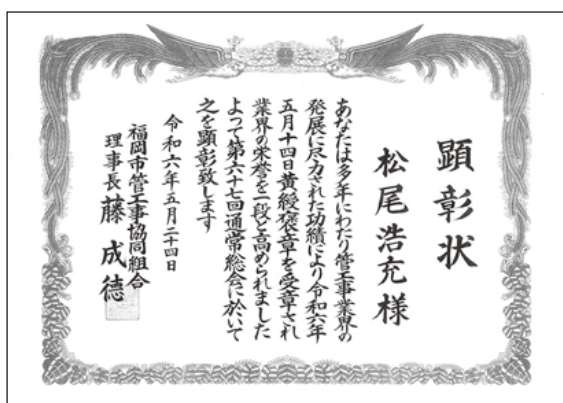 顕彰状
松尾浩充様
あなたは多年にわたり管工事業界の
発展に尽力された功績により令和六年
五月十四日黄綬褒章を受章され
業界の栄誉を一段と高められました
よって第六十七回通常総会に於いて
之を顕彰致します
令和六年五月二十四日
福岡市管工事協同組合
理事長 藤成徳